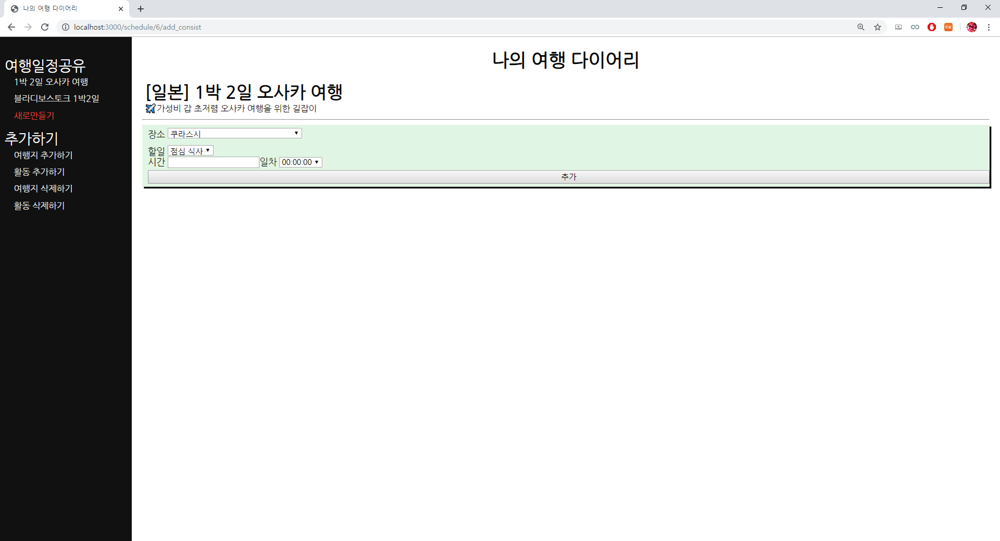 나의 여행 다이어리
localhost:3000/schedule/6/add_consist
여행일정공유
1박 2일 오사카 여행
블라디보스토크 1박2일
새로만들기
추가하기
여행지 추가하기
활동 추가하기
여행지 삭제하기
활동 삭제하기
나의 여행 다이어리
[일본] 1박 2일 오사카 여행
✈️가성비 갑 초저렴 오사카 여행을 위한 길잡이
장소 쿠라스시
할일 점심 식사
시간 일차 00:00:00
추가